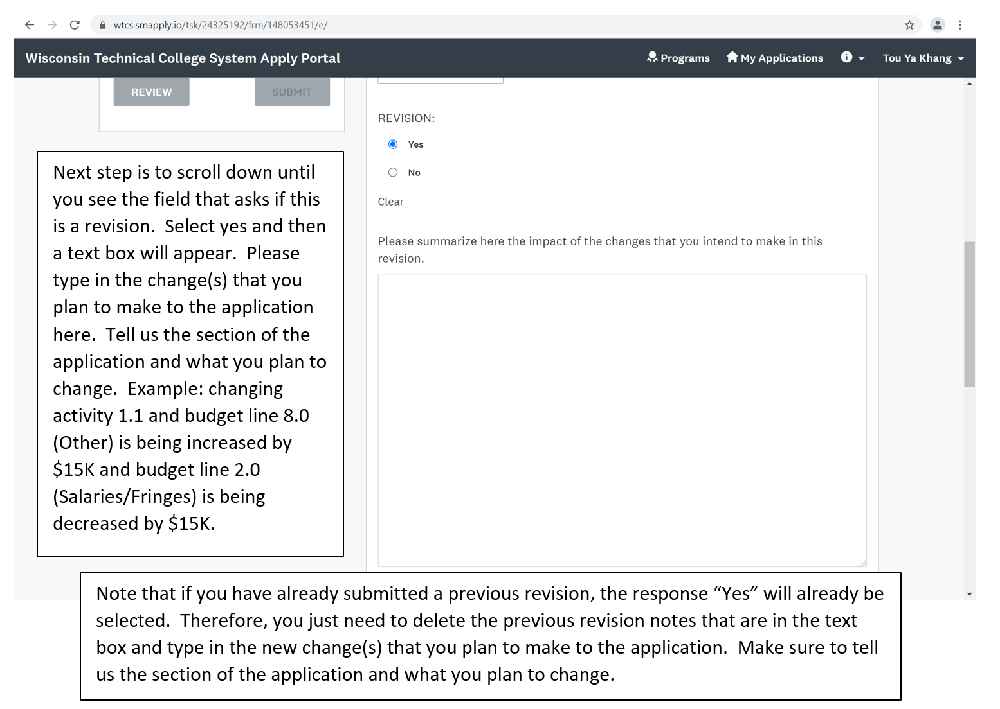 wtcs.smapply.io/tsk/24325192/frm/148053451/e/
Wisconsin Technical College System Apply Portal
Programs
My Applications
Tou Ya Khang
REVIEW
SUBMIT
REVISION:
Yes
No
Clear
Please summarize here the impact of the changes that you intend to make in this
revision.
Next step is to scroll down until
you see the field that asks if this
is a revision.  Select yes and then
a text box will appear.  Please
type in the change(s) that you
plan to make to the application
here.  Tell us the section of the
application and what you plan to
change.  Example: changing
activity 1.1 and budget line 8.0
(Other) is being increased by
$15K and budget line 2.0
(Salaries/Fringes) is being
decreased by $15K.
Note that if you have already submitted a previous revision, the response “Yes” will already be
selected.  Therefore, you just need to delete the previous revision notes that are in the text
box and type in the new change(s) that you plan to make to the application.  Make sure to tell
us the section of the application and what you plan to change.